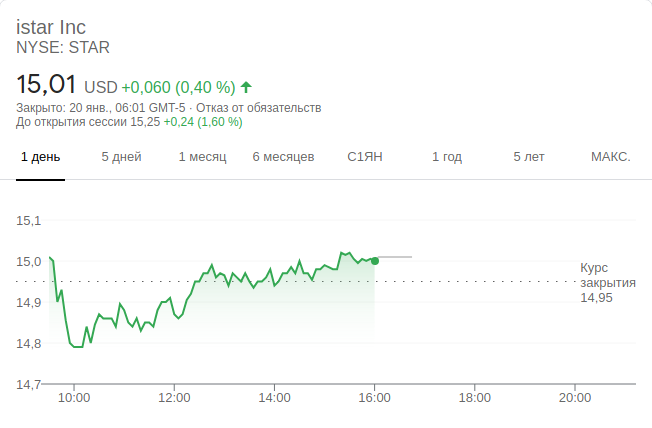 istar Inc
NYSE: STAR
15,01 USD +0,060 (0,40 %)
Закрыто: 20 янв., 06:01 GMT-5 · Отказ от обязательств
До открытия сессии 15,25 +0,24 (1,60 %)
1 день 5 дней 1 месяц 6 месяцев С1ЯН 1 год 5 лет МАКС.
15,1
15,0
14,9
14,8
14,7
Курс
закрытия
14,95
10:00 12:00 14:00 16:00 18:00 20:00